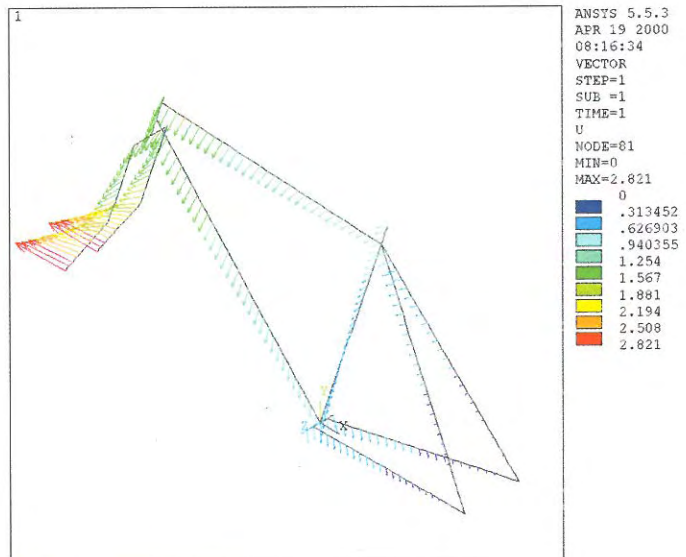 1
ANSYS 5.5.3
APR 19 2000
08:16:34
VECTOR
STEP=1
SUB =1
TIME=1
U
NODE=81
MIN=0
MAX=2.821
0
.313452
.626903
.940355
1.254
1.567
1.881
2.194
2.508
2.821
Y
Z X